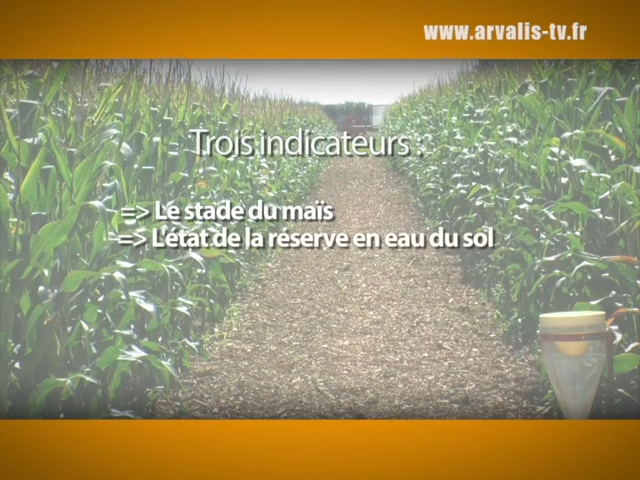 www.arvalis-tv.fr
Trois indicateurs :
=> Le stade du maïs
=> L'état de la réserve en eau du sol